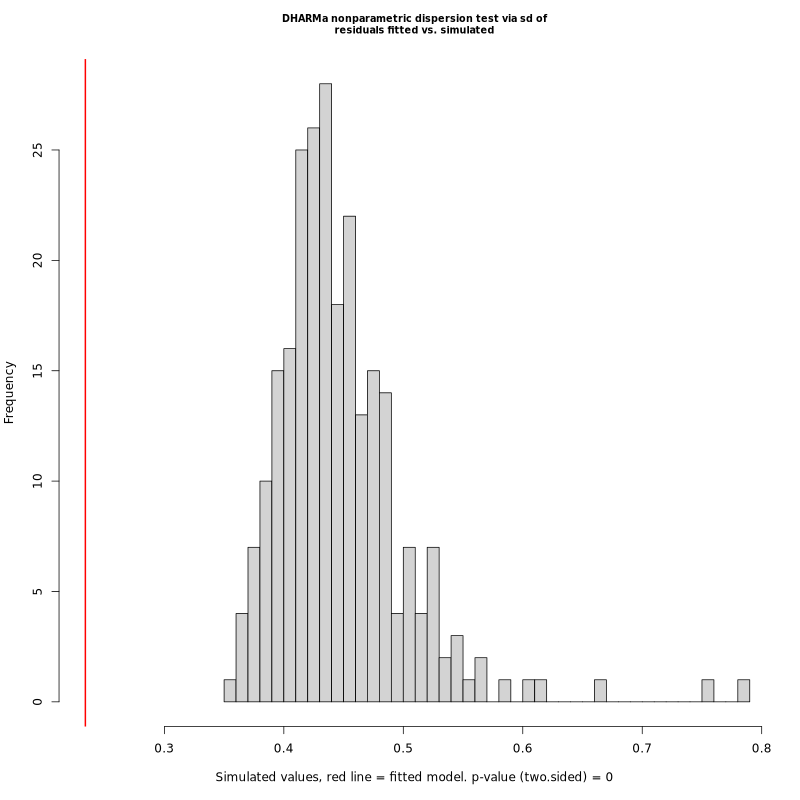 DHARMa nonparametric dispersion test via sd of
residuals fitted vs. simulated
Frequency
25
20
15
10
5
0
0.3 0.4 0.5 0.6 0.7 0.8
Simulated values, red line = fitted model. p-value (two.sided) = 0